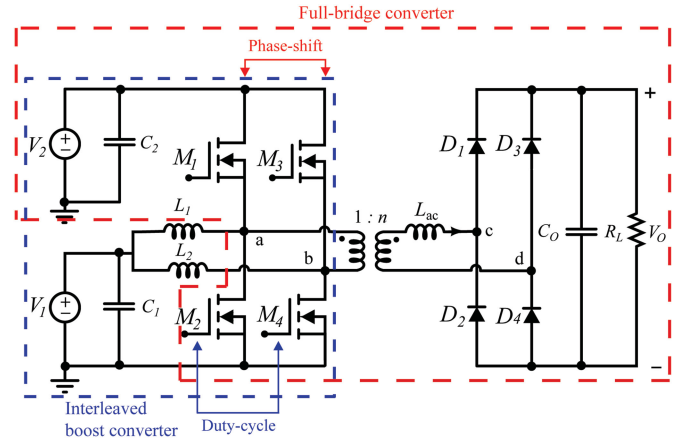 Full-bridge converter
Phase-shift
V2
C2
M1
M3
D1
D3
L1
1 : n
Lac
a
c
CO
RL
VO
+
L2
b
d
V1
C1
M2
M4
D2
D4
−
Interleaved
boost converter
Duty-cycle